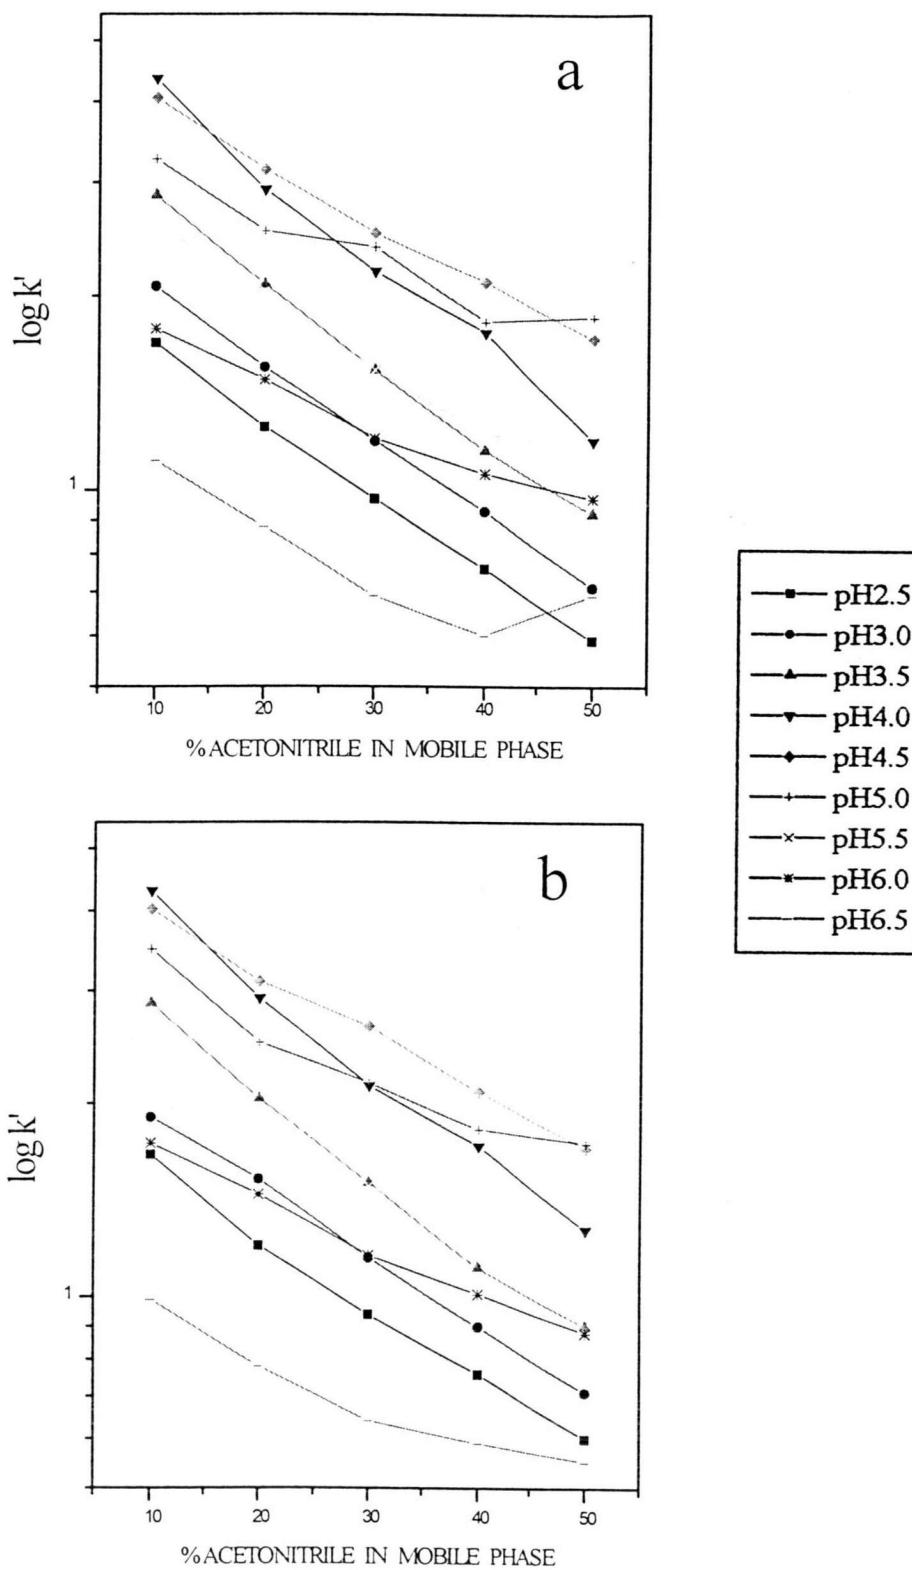 a
log k'
1
10 20 30 40 50
% ACETONITRILE IN MOBILE PHASE
pH2.5
pH3.0
pH3.5
pH4.0
pH4.5
pH5.0
pH5.5
pH6.0
pH6.5
b
log k'
1
10 20 30 40 50
% ACETONITRILE IN MOBILE PHASE